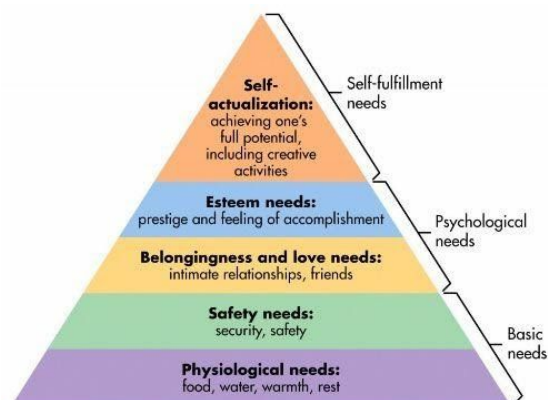 Self-
actualization:
achieving one's
full potential,
including creative
activities
Self-fulfillment
needs
Esteem needs:
prestige and feeling of accomplishment
Psychological
needs
Belongingness and love needs:
intimate relationships, friends
Safety needs:
security, safety
Basic
needs
Physiological needs:
food, water, warmth, rest